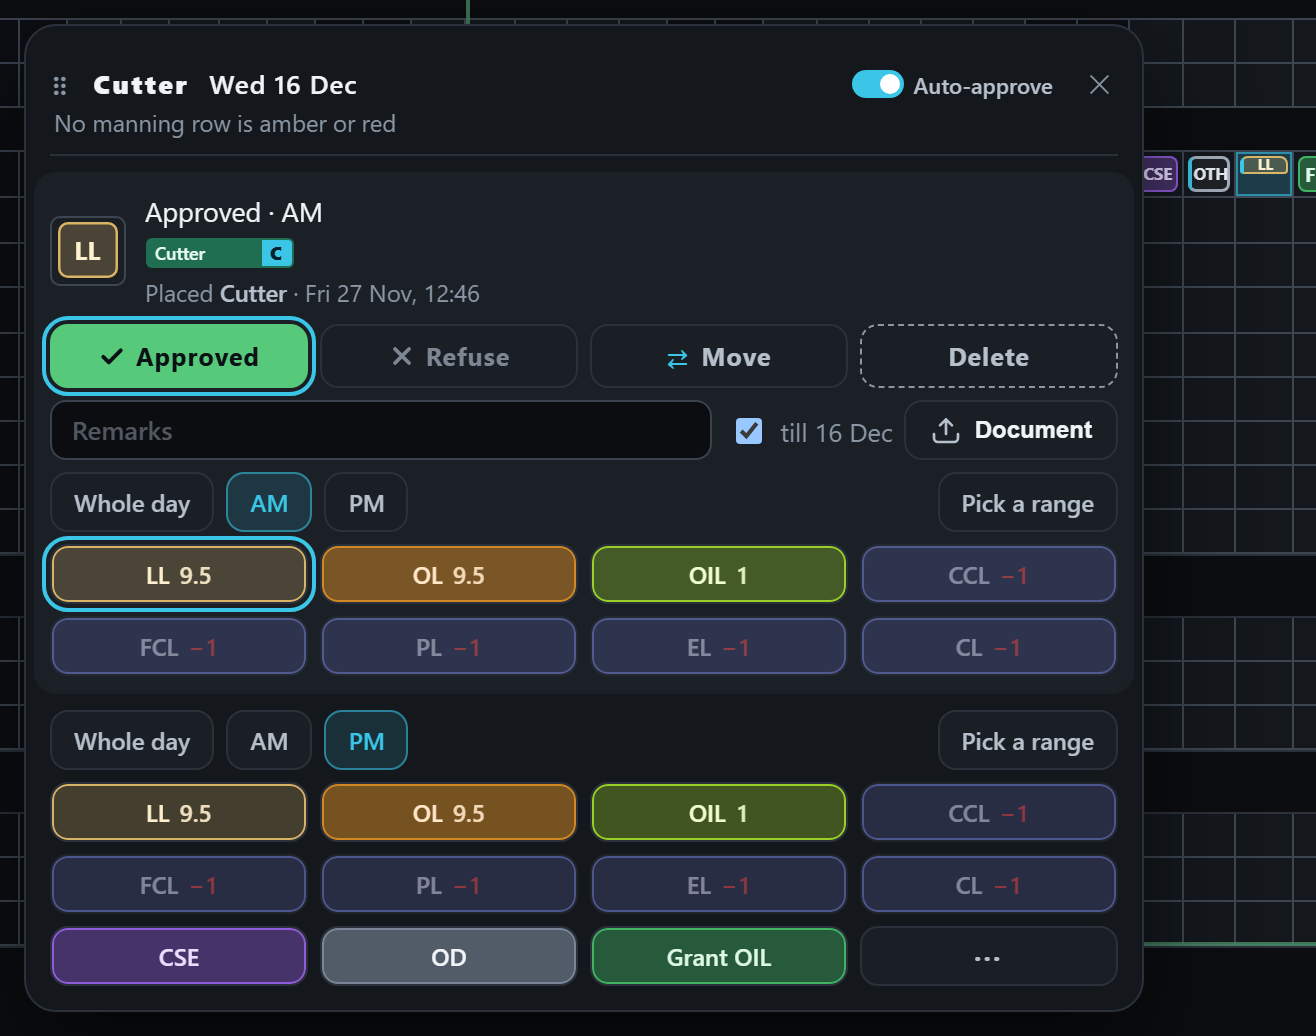 Cutter Wed 16 Dec Auto-approve
No manning row is amber or red
CSE OTH LL F
LL
Approved · AM
Cutter C
Placed Cutter · Fri 27 Nov, 12:46
Approved Refuse Move Delete
Remarks till 16 Dec Document
Whole day AM PM Pick a range
LL 9.5 OL 9.5 OIL 1 CCL −1
FCL −1 PL −1 EL −1 CL −1
Whole day AM PM Pick a range
LL 9.5 OL 9.5 OIL 1 CCL −1
FCL −1 PL −1 EL −1 CL −1
CSE OD Grant OIL ...